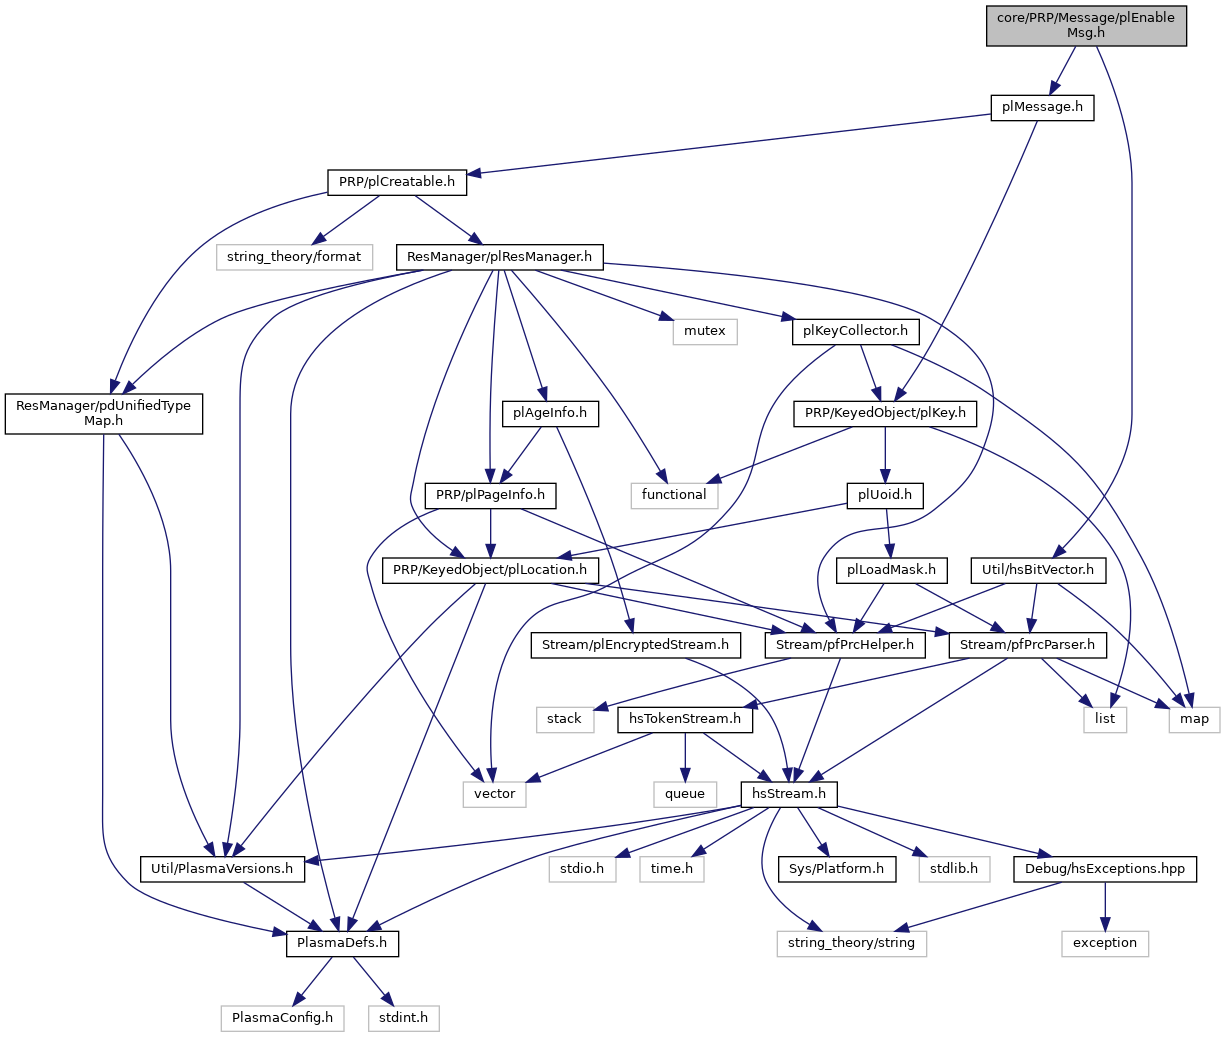 core/PRP/Message/plEnable
Msg.h
plMessage.h
PRP/plCreatable.h
string_theory/format
ResManager/plResManager.h
mutex
plKeyCollector.h
ResManager/pdUnifiedType
Map.h
plAgeInfo.h
PRP/KeyedObject/plKey.h
PRP/plPageInfo.h
functional
plUoid.h
PRP/KeyedObject/plLocation.h
plLoadMask.h
Util/hsBitVector.h
Stream/plEncryptedStream.h
Stream/pfPrcHelper.h
Stream/pfPrcParser.h
stack
hsTokenStream.h
list
map
vector
queue
hsStream.h
Util/PlasmaVersions.h
stdio.h
time.h
Sys/Platform.h
stdlib.h
Debug/hsExceptions.hpp
PlasmaDefs.h
string_theory/string
exception
PlasmaConfig.h
stdint.h